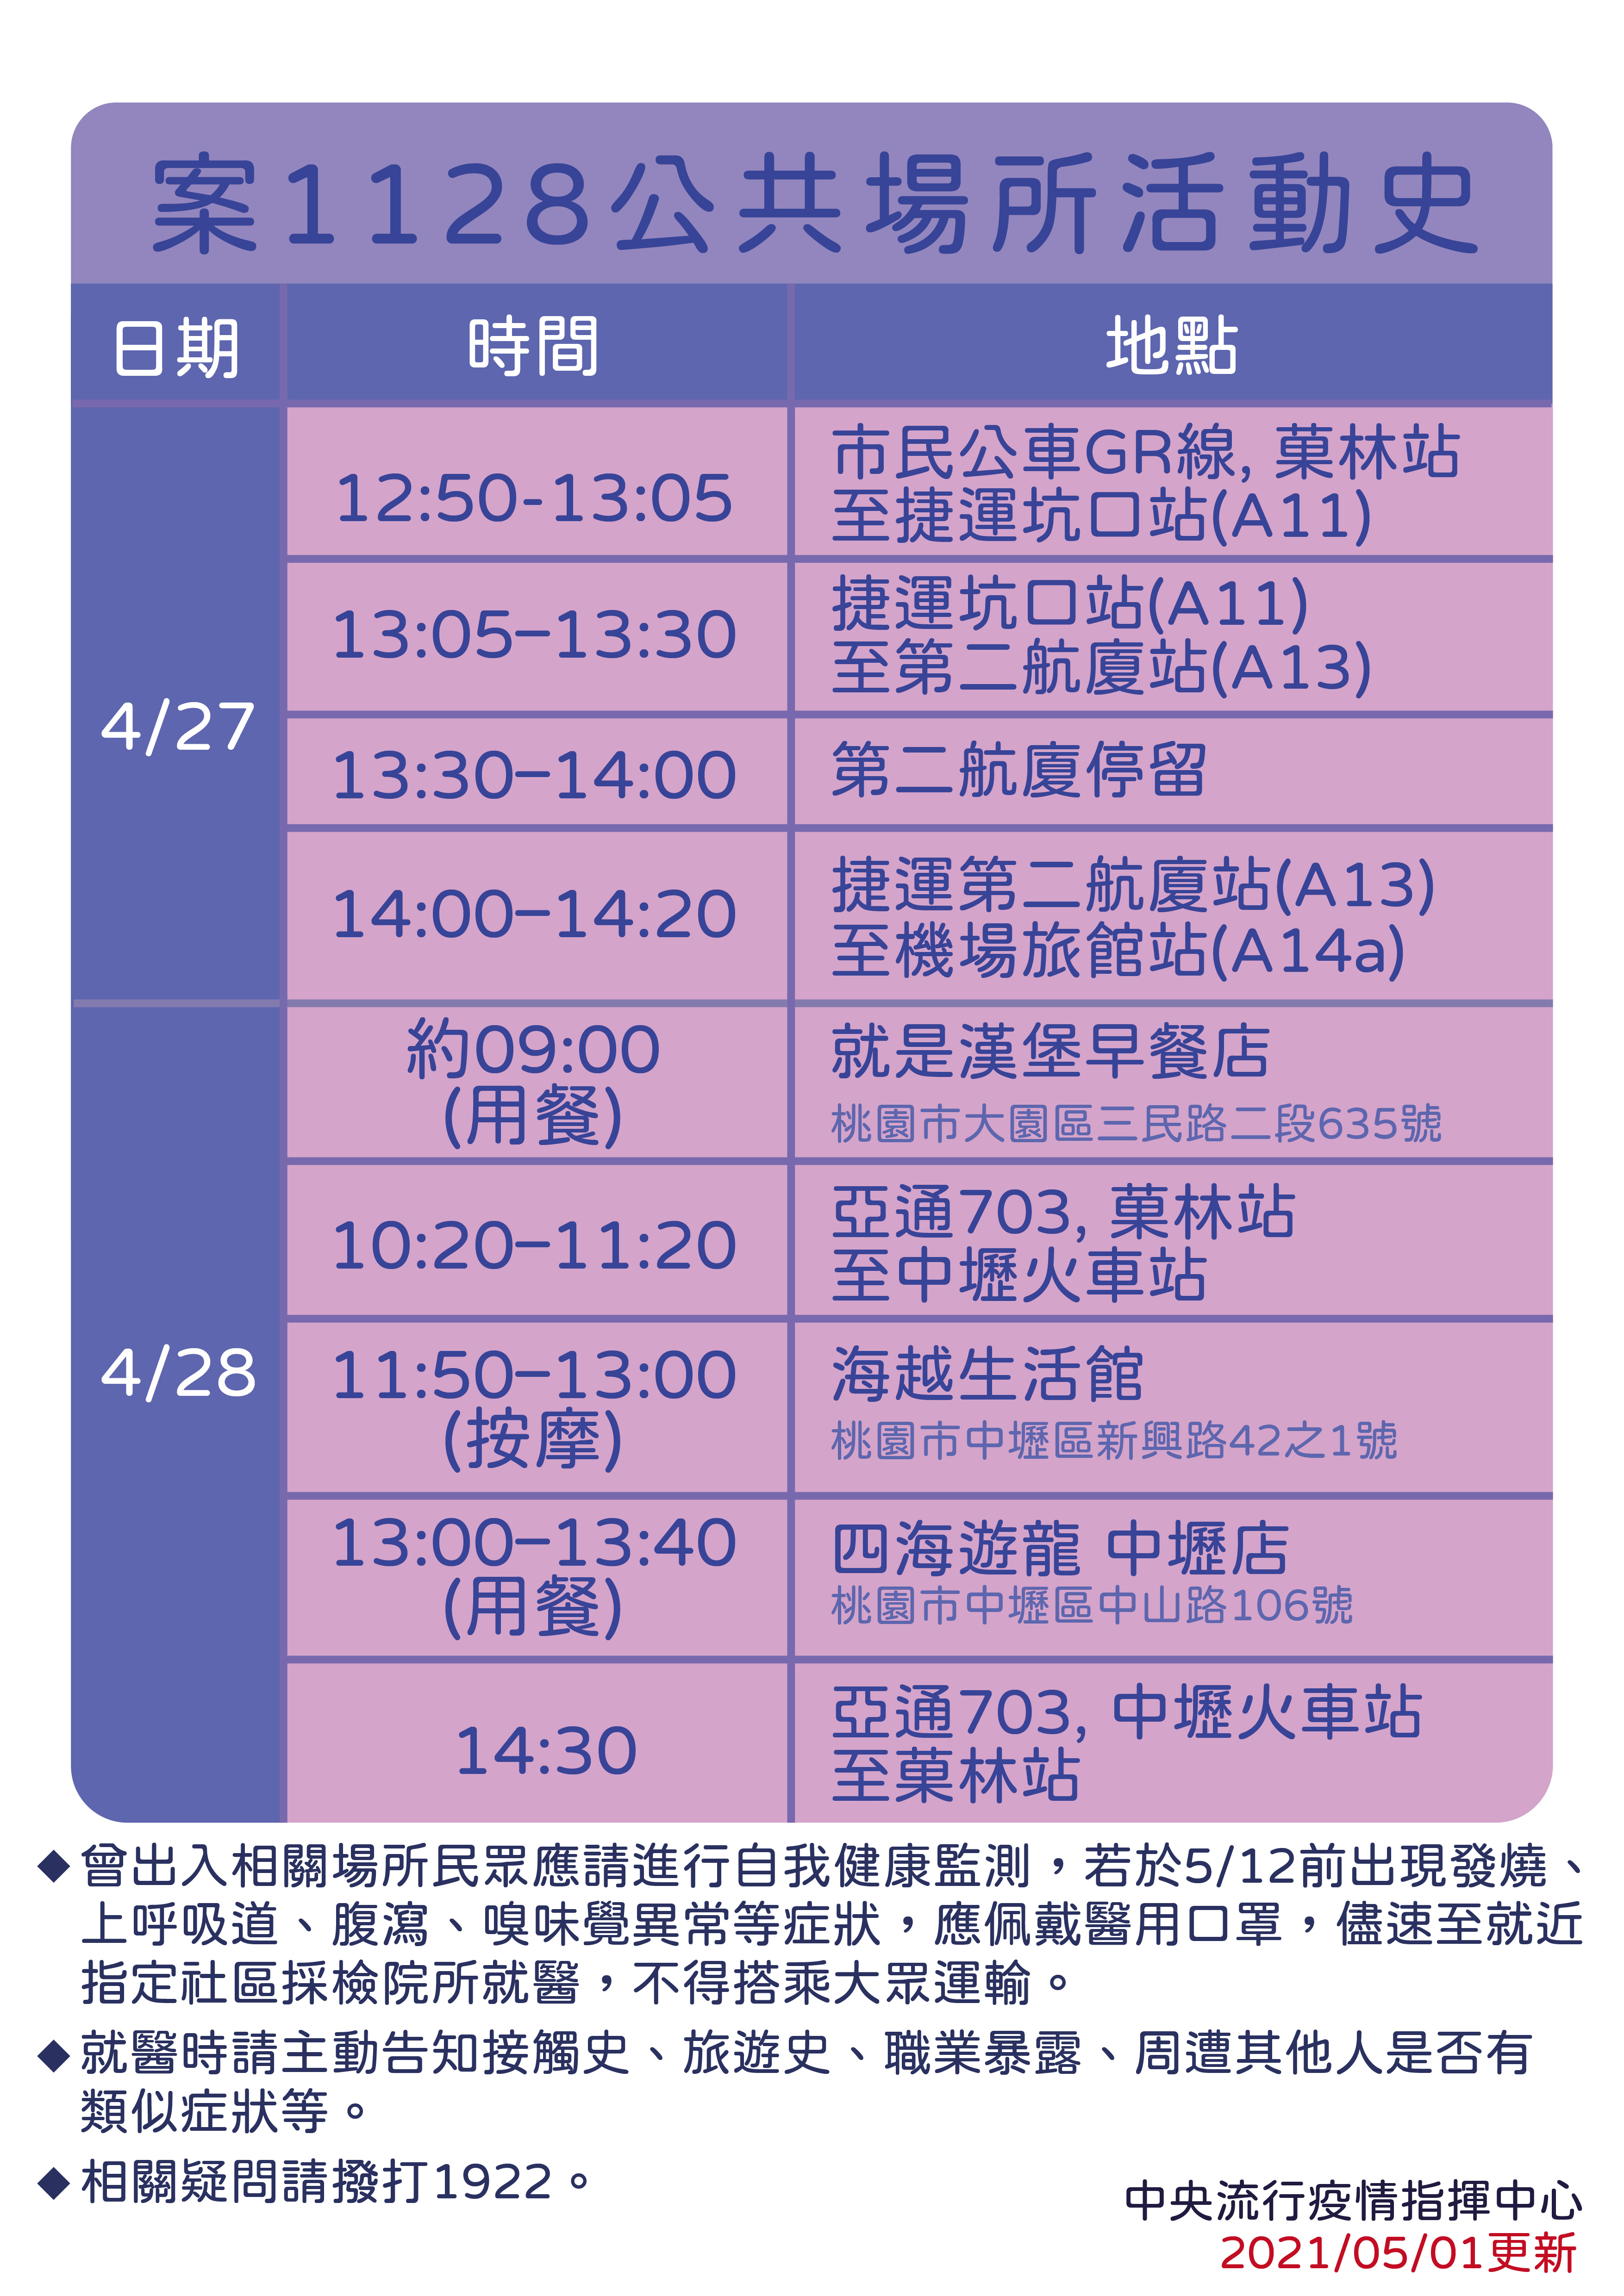 案1128公共場所活動史
日期 時間 地點
4/27
12:50-13:05
市民公車GR線, 菓林站
至捷運坑口站(A11)
13:05–13:30
捷運坑口站(A11)
至第二航廈站(A13)
13:30–14:00
第二航廈停留
14:00–14:20
捷運第二航廈站(A13)
至機場旅館站(A14a)
4/28
約09:00
(用餐)
就是漢堡早餐店
桃園市大園區三民路二段635號
10:20–11:20
亞通703, 菓林站
至中壢火車站
11:50–13:00
(按摩)
海越生活館
桃園市中壢區新興路42之1號
13:00–13:40
(用餐)
四海遊龍 中壢店
桃園市中壢區中山路106號
14:30
亞通703, 中壢火車站
至菓林站
◆曾出入相關場所民眾應請進行自我健康監測，若於5/12前出現發燒、
上呼吸道、腹瀉、嗅味覺異常等症狀，應佩戴醫用口罩，儘速至就近
指定社區採檢院所就醫，不得搭乘大眾運輸。
◆就醫時請主動告知接觸史、旅遊史、職業暴露、周遭其他人是否有
類似症狀等。
◆相關疑問請撥打1922。
中央流行疫情指揮中心
2021/05/01更新